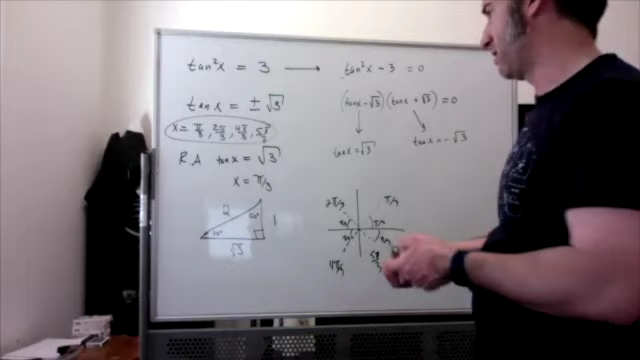 tan²x = 3 → tan²x - 3 = 0
tan x = ± √3
(tan x - √3)(tan x + √3) = 0
x = π/3, 2π/3, 4π/3, 5π/3
tan x = √3
tan x = -√3
R.A tan x = √3
x = π/3
2π/3 π/3
2
60°
1
30°
√3
π/3
4π/3
5π/3